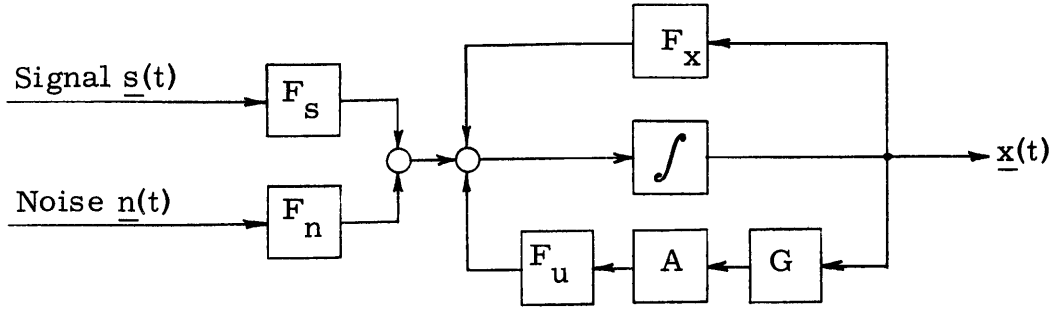 F_x
Signal s(t)
F_s
∫
x(t)
Noise n(t)
F_n
F_u
A
G